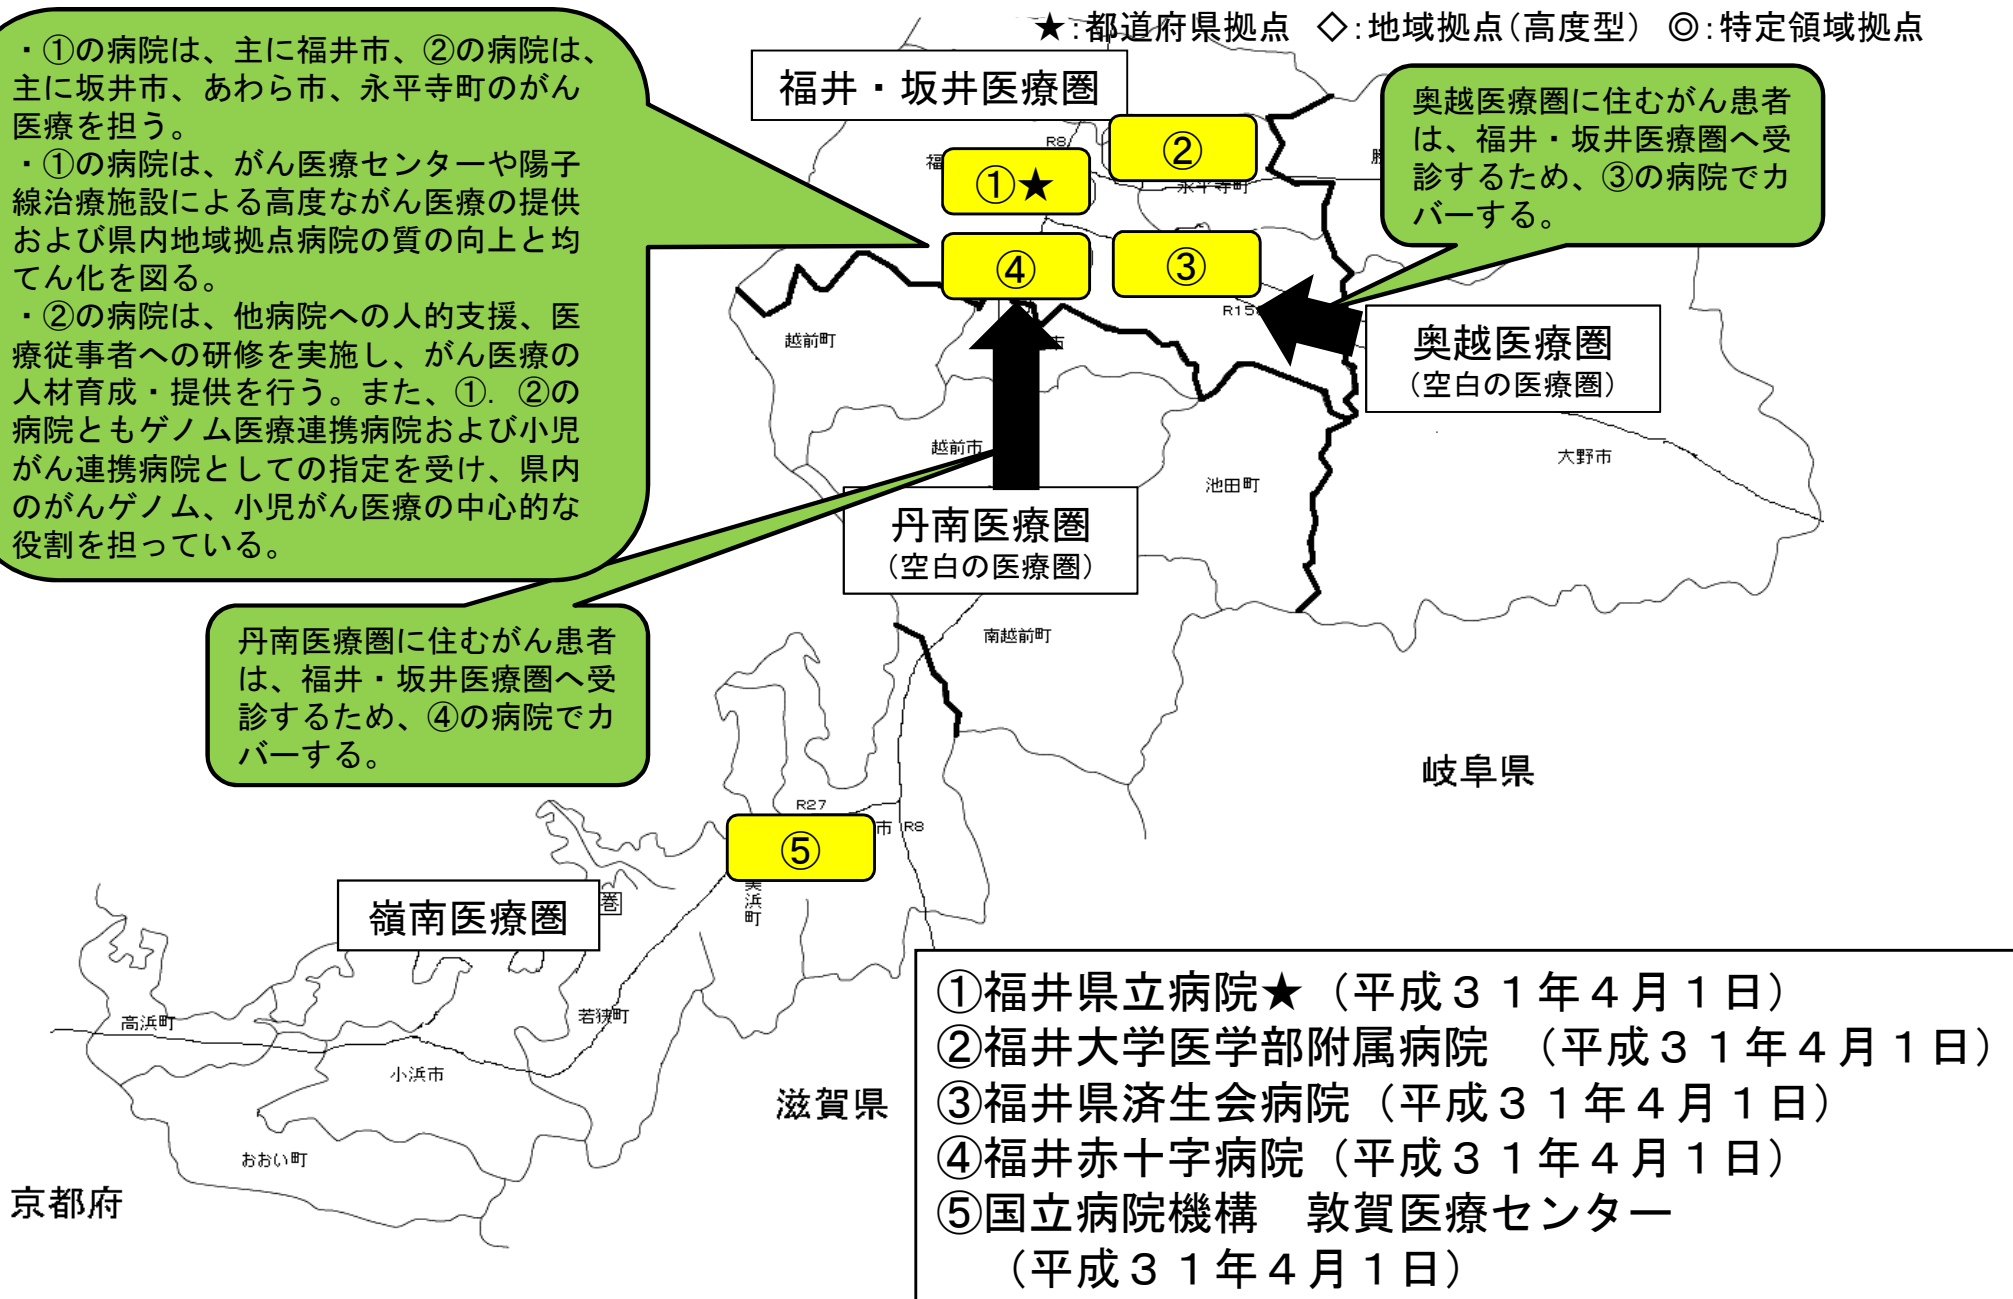 ★：都道府県拠点　◇：地域拠点（高度型）　◎：特定領域拠点
・①の病院は、主に福井市、②の病院は、
主に坂井市、あわら市、永平寺町のがん
医療を担う。
・①の病院は、がん医療センターや陽子
線治療施設による高度ながん医療の提供
および県内地域拠点病院の質の向上と均
てん化を図る。
・②の病院は、他病院への人的支援、医
療従事者への研修を実施し、がん医療の
人材育成・提供を行う。また、①．②の
病院ともゲノム医療連携病院および小児
がん連携病院としての指定を受け、県内
のがんゲノム、小児がん医療の中心的な
役割を担っている。
福井・坂井医療圏
奥越医療圏に住むがん患者
は、福井・坂井医療圏へ受
診するため、③の病院でカ
バーする。
R8
②
福
①★
永平寺町
④
③
R15
越前町
市
奥越医療圏
（空白の医療圏）
越前市
池田町
大野市
丹南医療圏
（空白の医療圏）
南越前町
丹南医療圏に住むがん患者
は、福井・坂井医療圏へ受
診するため、④の病院でカ
バーする。
岐阜県
R27
市
R8
⑤
美浜町
嶺南医療圏
巻
高浜町
若狭町
小浜市
おおい町
滋賀県
京都府
①福井県立病院★（平成３１年４月１日）
②福井大学医学部附属病院　（平成３１年４月１日）
③福井県済生会病院（平成３１年４月１日）
④福井赤十字病院（平成３１年４月１日）
⑤国立病院機構　敦賀医療センター
（平成３１年４月１日）